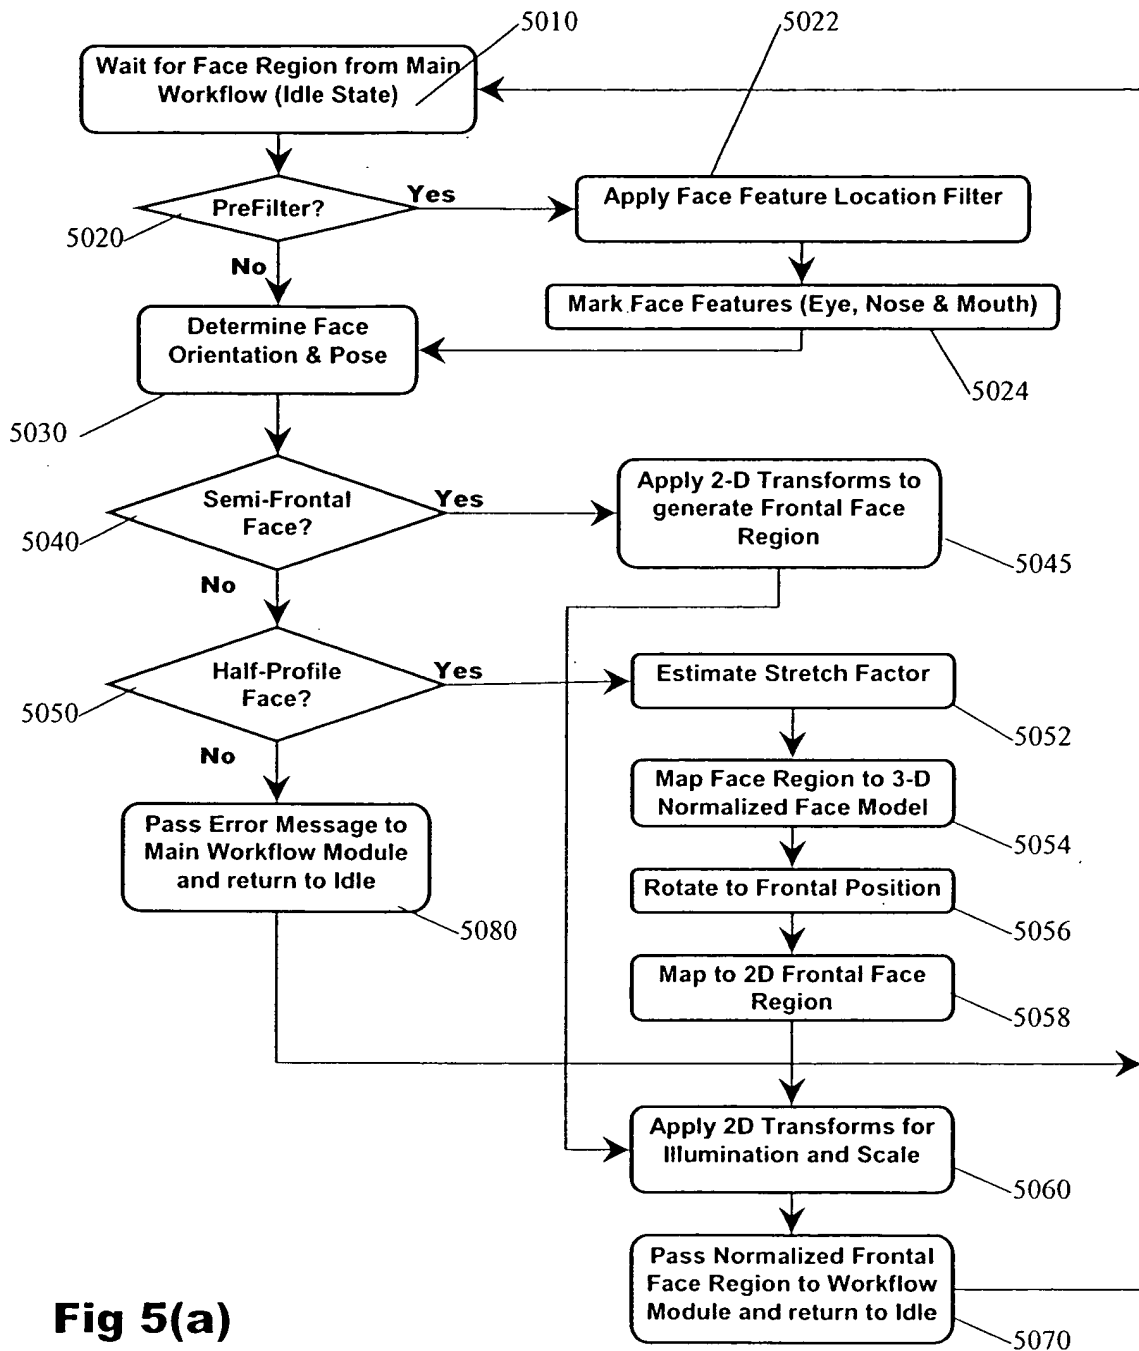 5010
5022
Wait for Face Region from Main
Workflow (Idle State)
PreFilter?
Yes
Apply Face Feature Location Filter
5020
No
Mark Face Features (Eye, Nose & Mouth)
Determine Face
Orientation & Pose
5024
5030
Semi-Frontal
Face?
Yes
Apply 2-D Transforms to
generate Frontal Face
Region
5040
5045
No
Half-Profile
Face?
Yes
Estimate Stretch Factor
5050
5052
No
Map Face Region to 3-D
Normalized Face Model
5054
Pass Error Message to
Main Workflow Module
and return to Idle
Rotate to Frontal Position
5080
5056
Map to 2D Frontal Face
Region
5058
Apply 2D Transforms for
Illumination and Scale
5060
Pass Normalized Frontal
Face Region to Workflow
Module and return to Idle
5070
Fig 5(a)